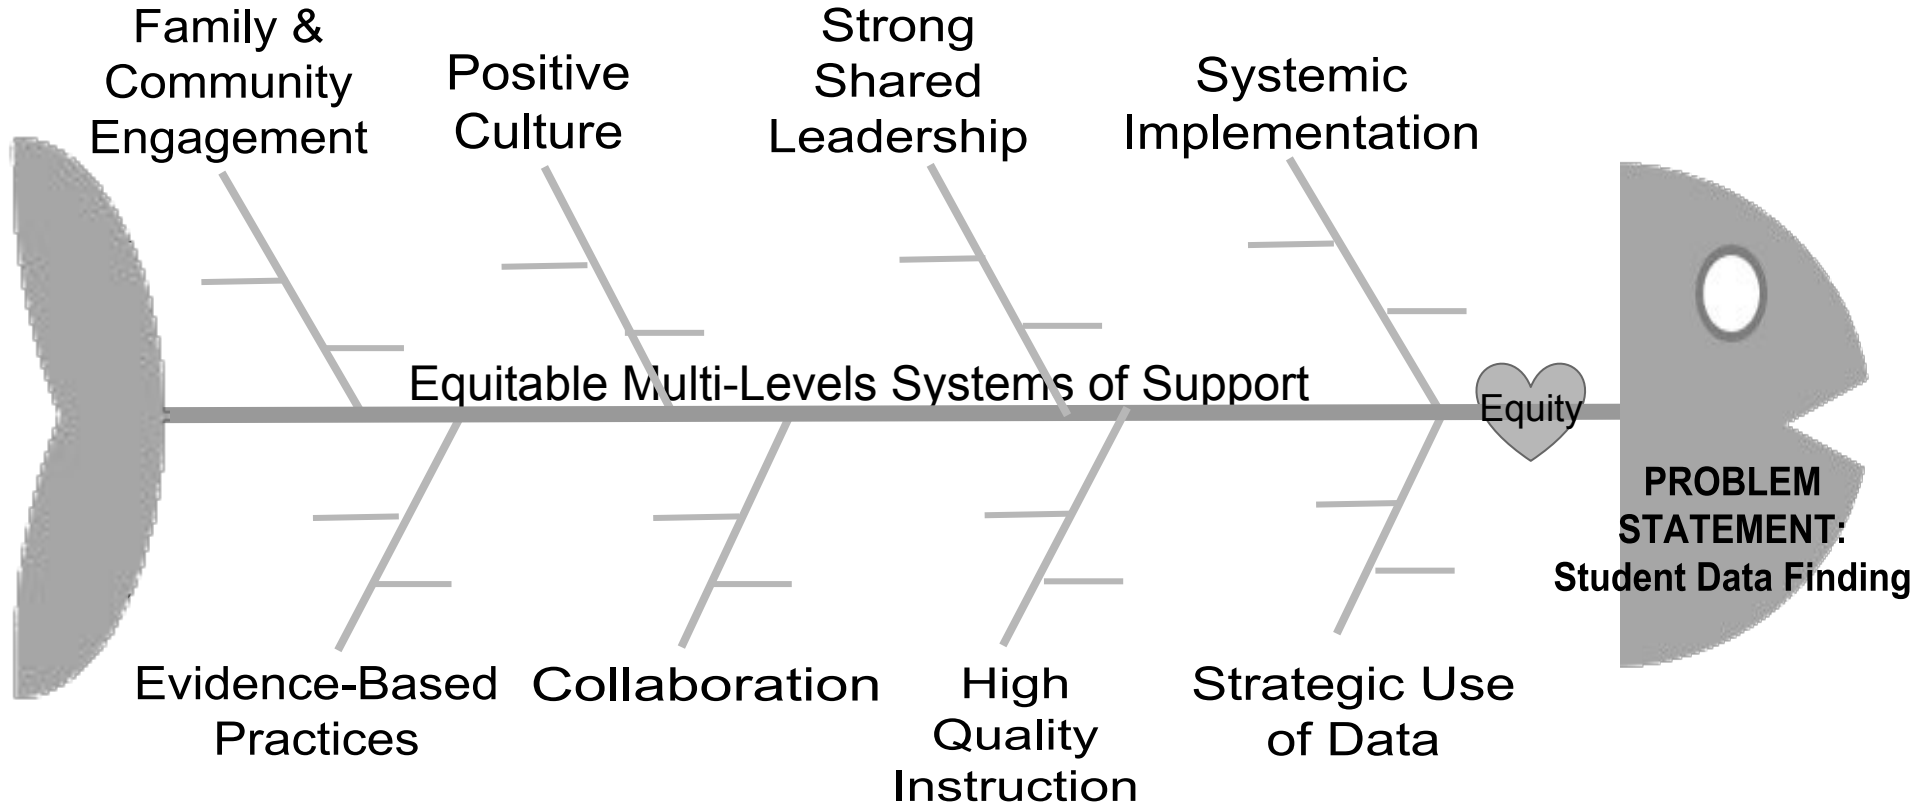 Family &
Community
Engagement
Positive
Culture
Strong
Shared
Leadership
Systemic
Implementation
Equitable Multi-Levels Systems of Support
Equity
PROBLEM
STATEMENT:
Student Data Finding
Evidence-Based
Practices
Collaboration
High
Quality
Instruction
Strategic Use
of Data